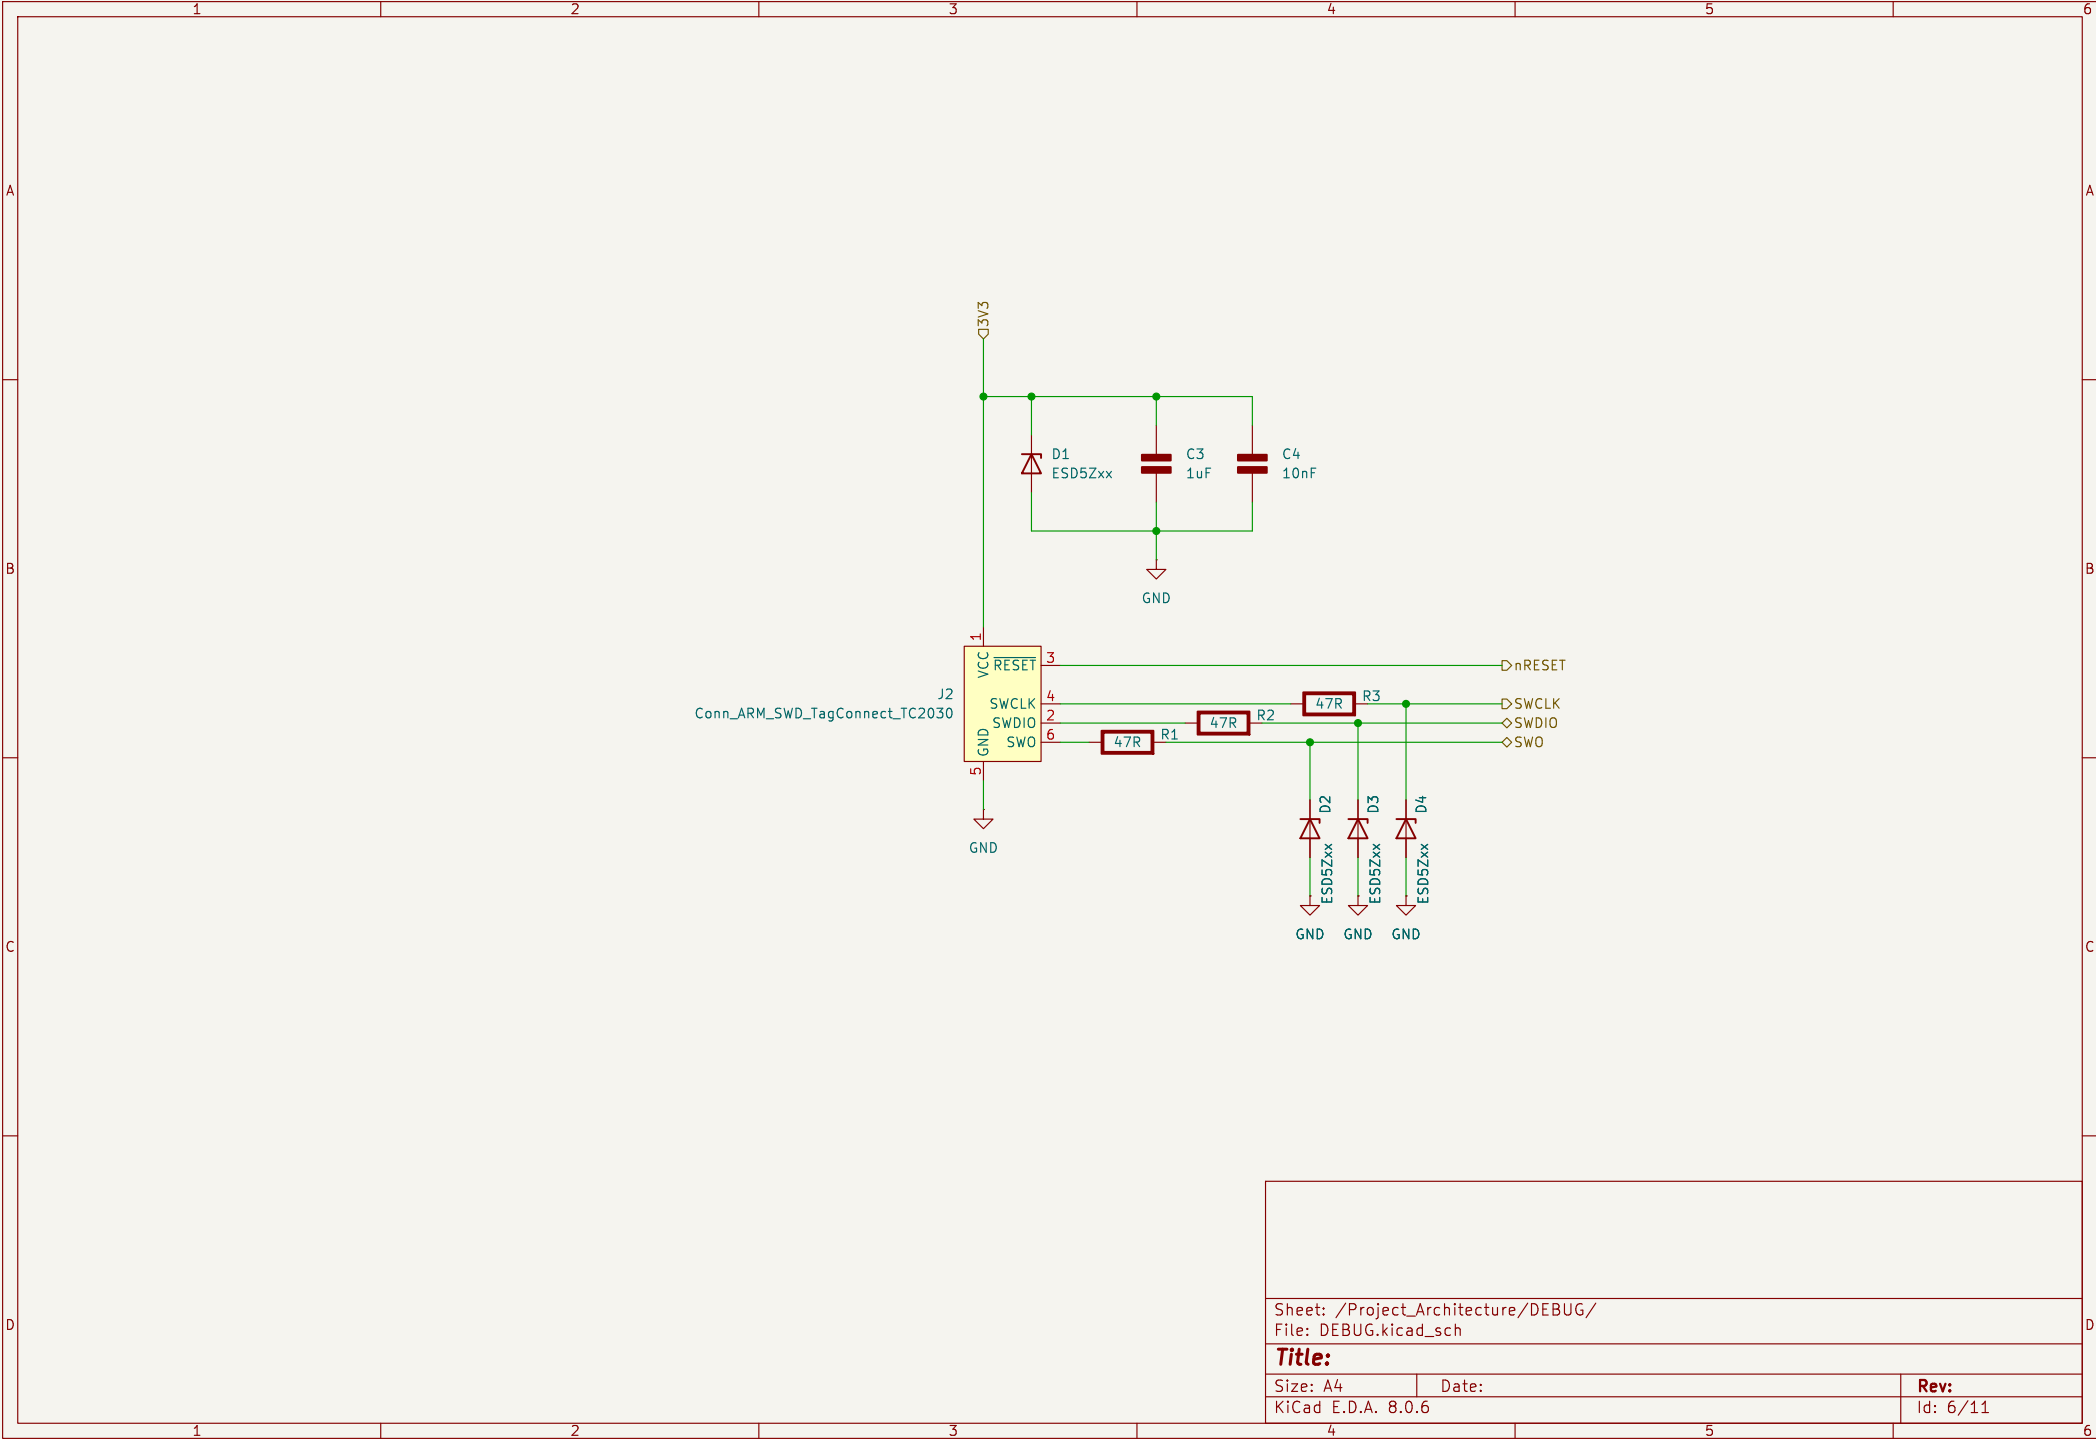 1 2 3 4 5 6
A A
3V3
D1
ESD5Zxx
C3
1uF
C4
10nF
B B
GND
1
VCC
RESET
3
nRESET
J2
Conn_ARM_SWD_TagConnect_TC2030
SWCLK
4
47R
R3
SWCLK
SWDIO
2
47R
R2
SWDIO
GND
SWO
6
47R
R1
SWO
5
GND
D2
D3
D4
ESD5Zxx
ESD5Zxx
ESD5Zxx
GND GND GND
C C
Sheet: /Project_Architecture/DEBUG/
File: DEBUG.kicad_sch
D D
Title:
Size: A4 Date: Rev:
KiCad E.D.A. 8.0.6 Id: 6/11
1 2 3 4 5 6